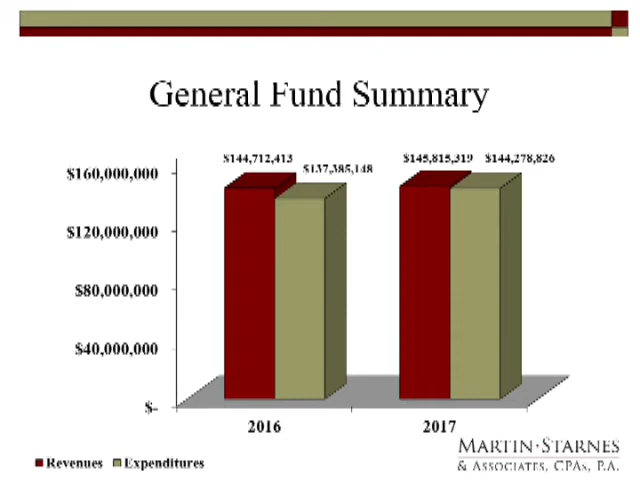 General Fund Summary
$144,712,413
$137,385,148
$145,815,319
$144,278,826
$160,000,000
$120,000,000
$80,000,000
$40,000,000
$-
2016
2017
Revenues
Expenditures
MARTIN·STARNES
& ASSOCIATES, CPAs, P.A.